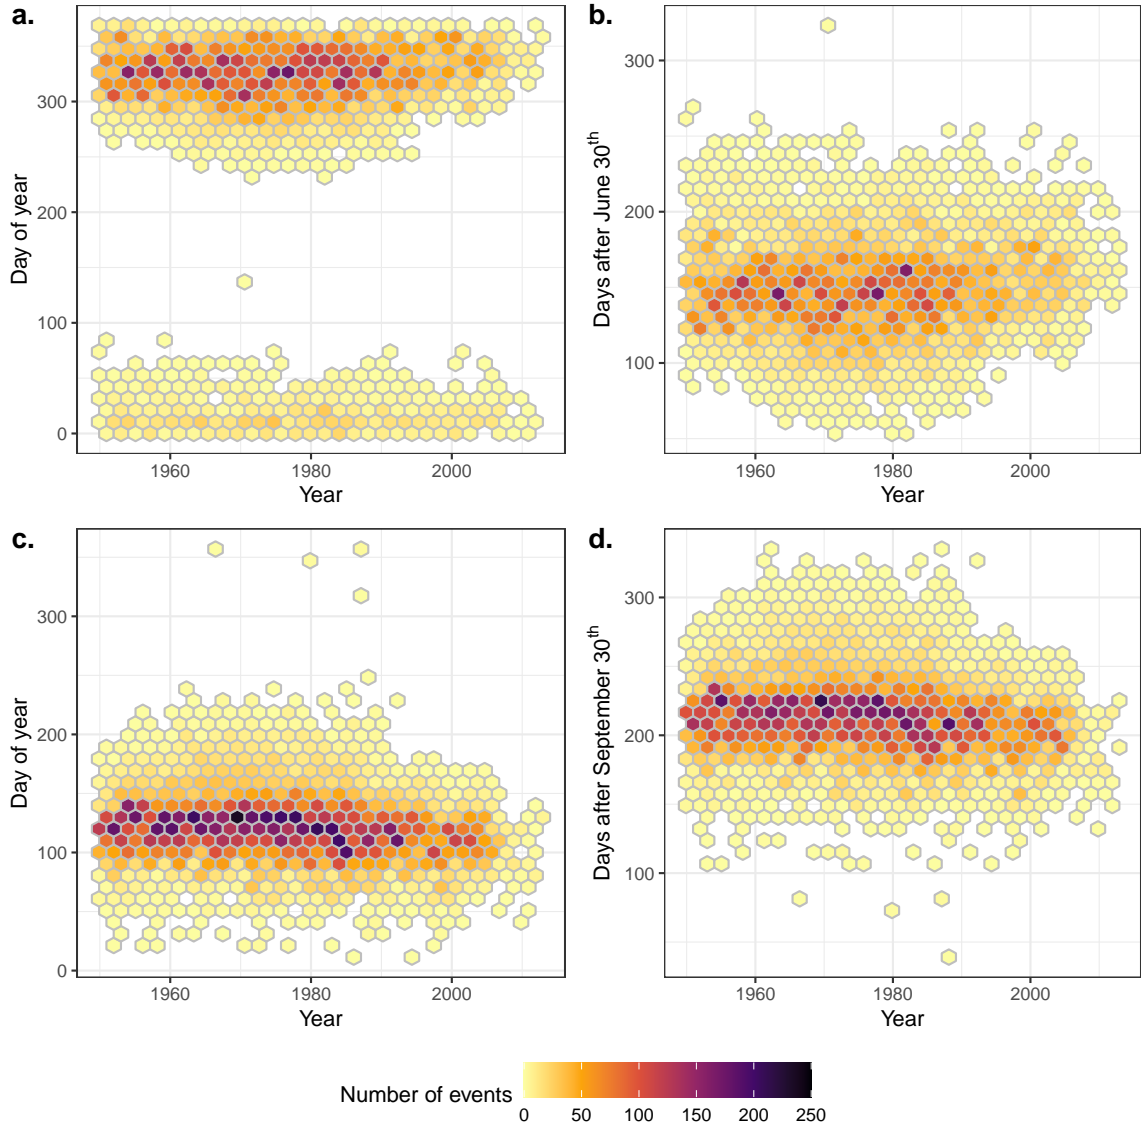 a.
Day of year
300
200
100
0
1960
1980
2000
Year
b.
Days after June 30th
300
200
100
1960
1980
2000
Year
c.
Day of year
300
200
100
0
1960
1980
2000
Year
d.
Days after September 30th
300
200
100
1960
1980
2000
Year
Number of events
0 50 100 150 200 250